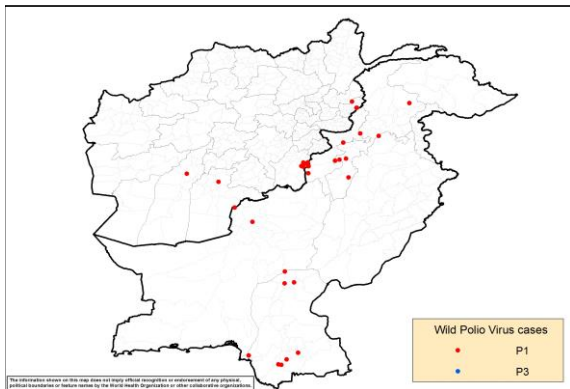 Wild Polio Virus cases
P1
P3
The information shown on this map does not imply official recognition or endorsement of any physical,
political boundaries or feature names by the World Health Organization or other collaborative organizations.